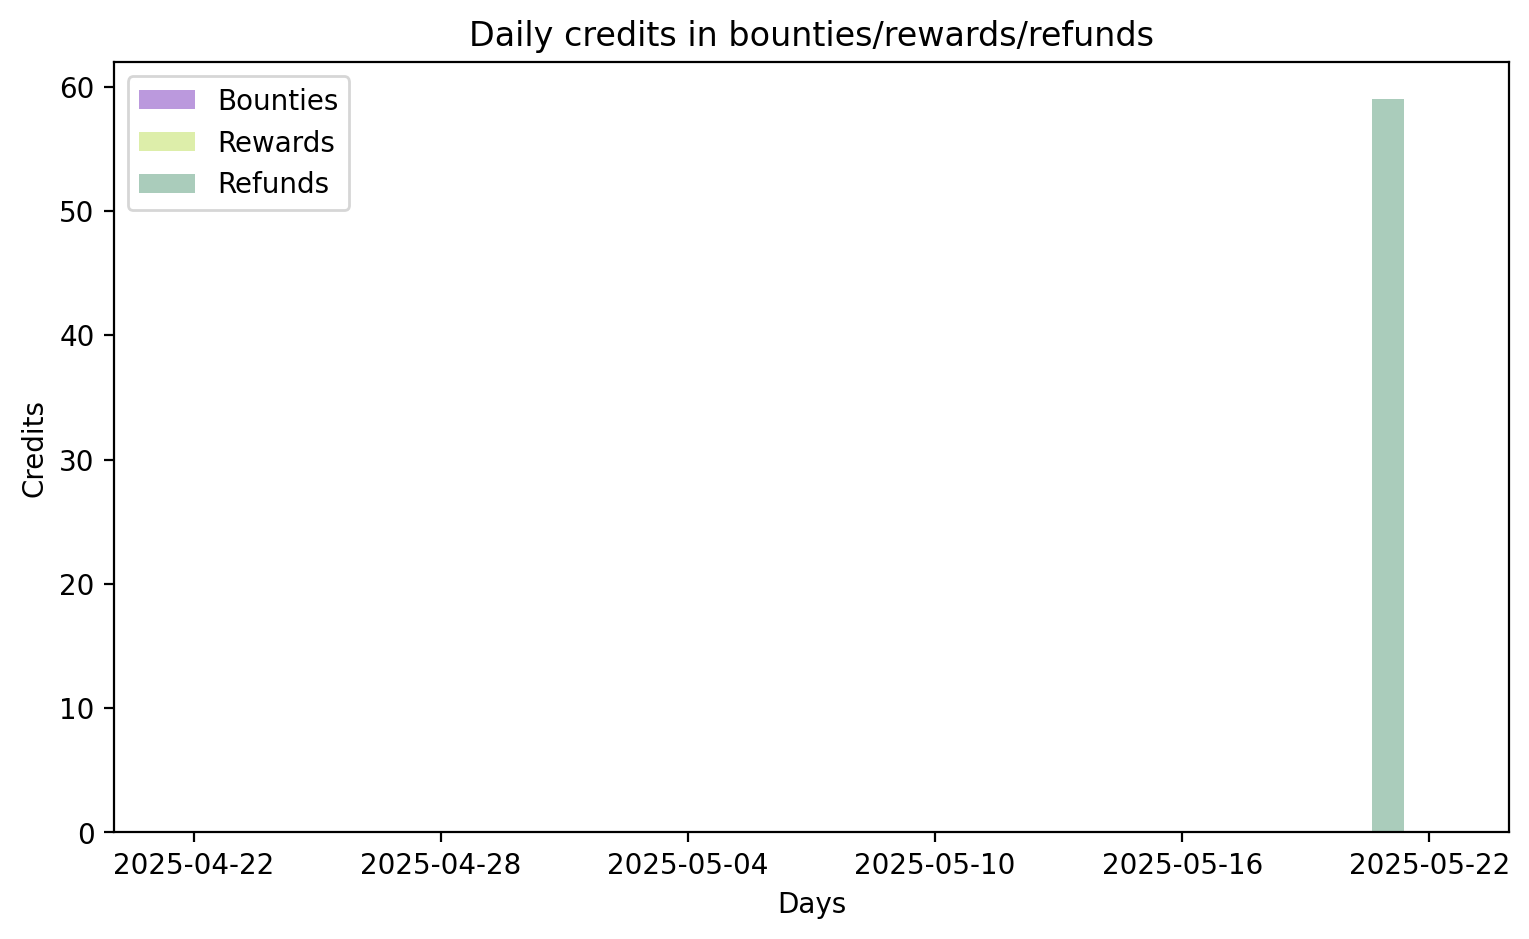 Daily credits in bounties/rewards/refunds
60
50
40
30
20
10
0
Credits
Bounties
Rewards
Refunds
2025-04-22 2025-04-28 2025-05-04 2025-05-10 2025-05-16 2025-05-22
Days